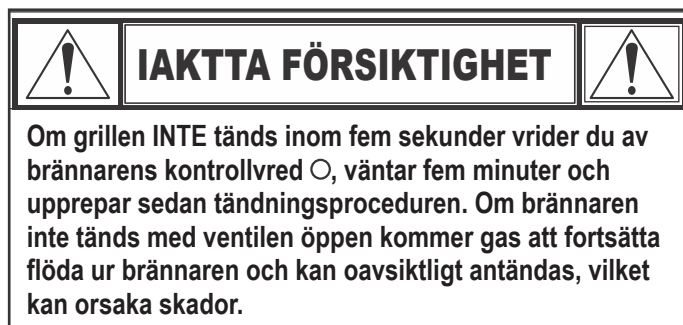 IAKTTA FÖRSIKTIGHET
Om grillen INTE tänds inom fem sekunder vrider du av
brännarens kontrollvred ○, väntar fem minuter och
upprepar sedan tändningsproceduren. Om brännaren
inte tänds med ventilen öppen kommer gas att fortsätta
flöda ur brännaren och kan oavsiktligt antändas, vilket
kan orsaka skador.